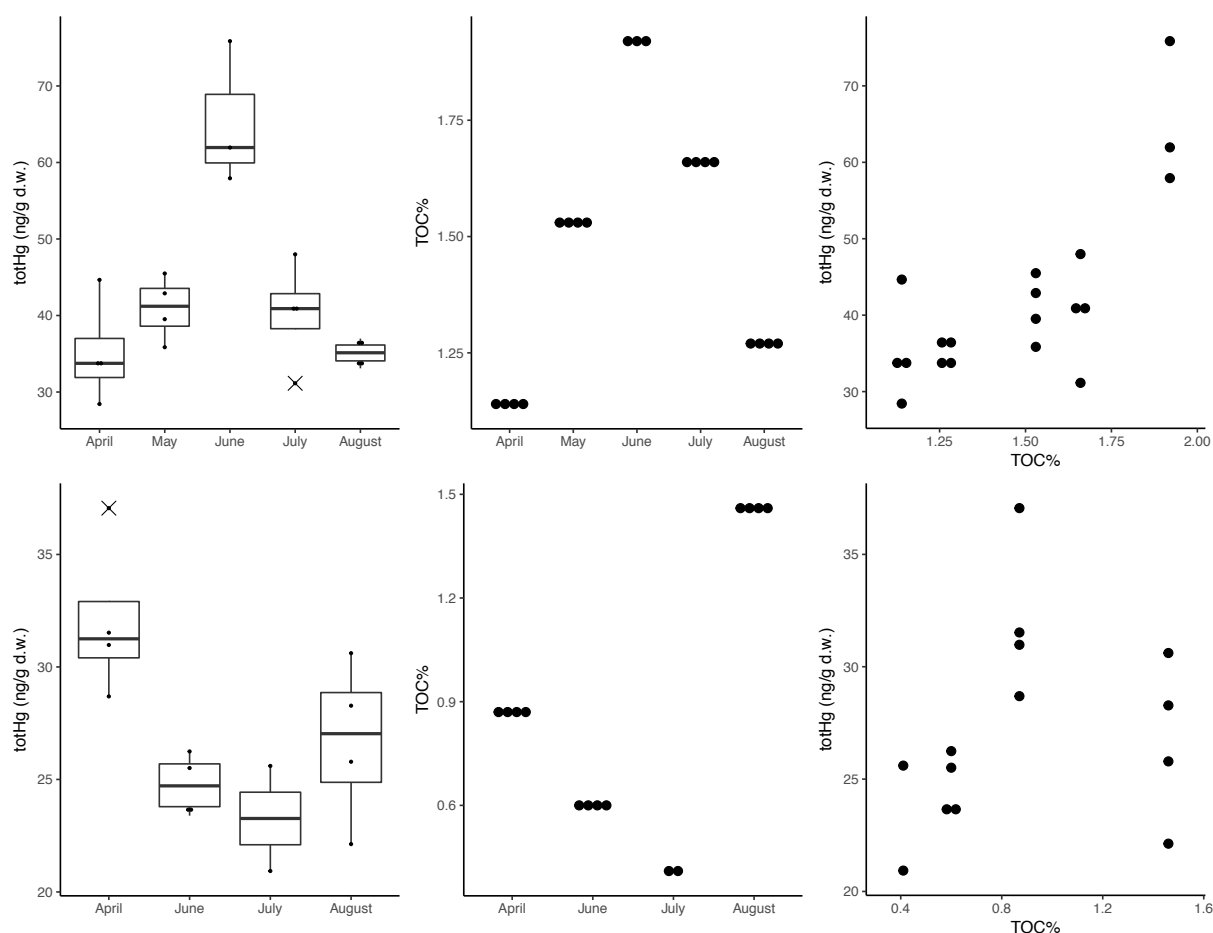 totHg (ng/g d.w.)
70
60
50
40
30
April May June July August
TOC%
1.75
1.50
1.25
April May June July August
totHg (ng/g d.w.)
70
60
50
40
30
1.25 1.50 1.75 2.00
TOC%
totHg (ng/g d.w.)
35
30
25
20
April June July August
TOC%
1.5
1.2
0.9
0.6
April June July August
totHg (ng/g d.w.)
35
30
25
20
0.4 0.8 1.2 1.6
TOC%